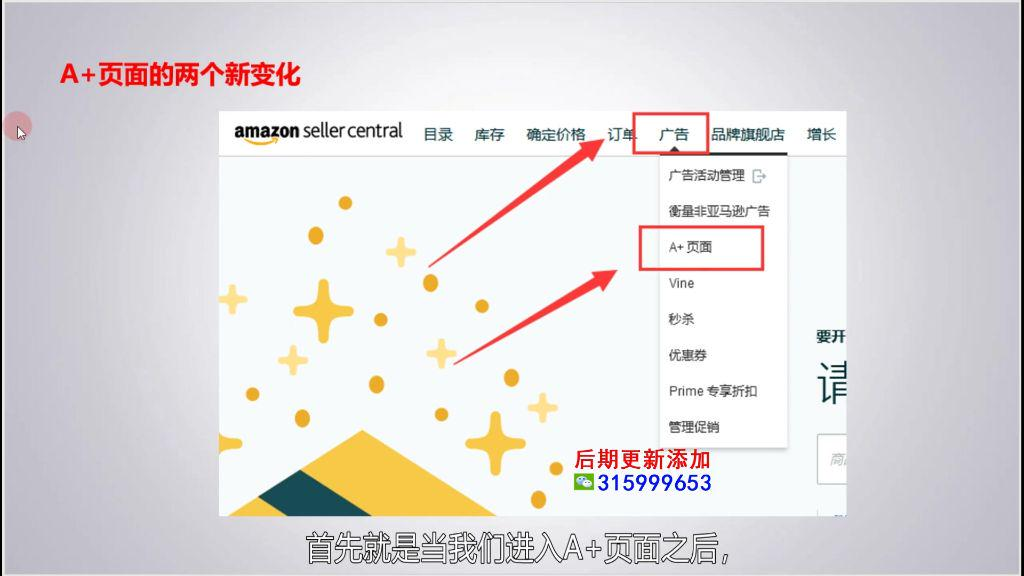 A+页面的两个新变化
amazon seller central 目录 库存 确定价格 订单 广告 品牌旗舰店 增长
广告活动管理
衡量非亚马逊广告
A+ 页面
Vine
秒杀
优惠券
Prime 专享折扣
管理促销
要开
请
后期更新添加
315999653
首先就是当我们进入A+页面之后,